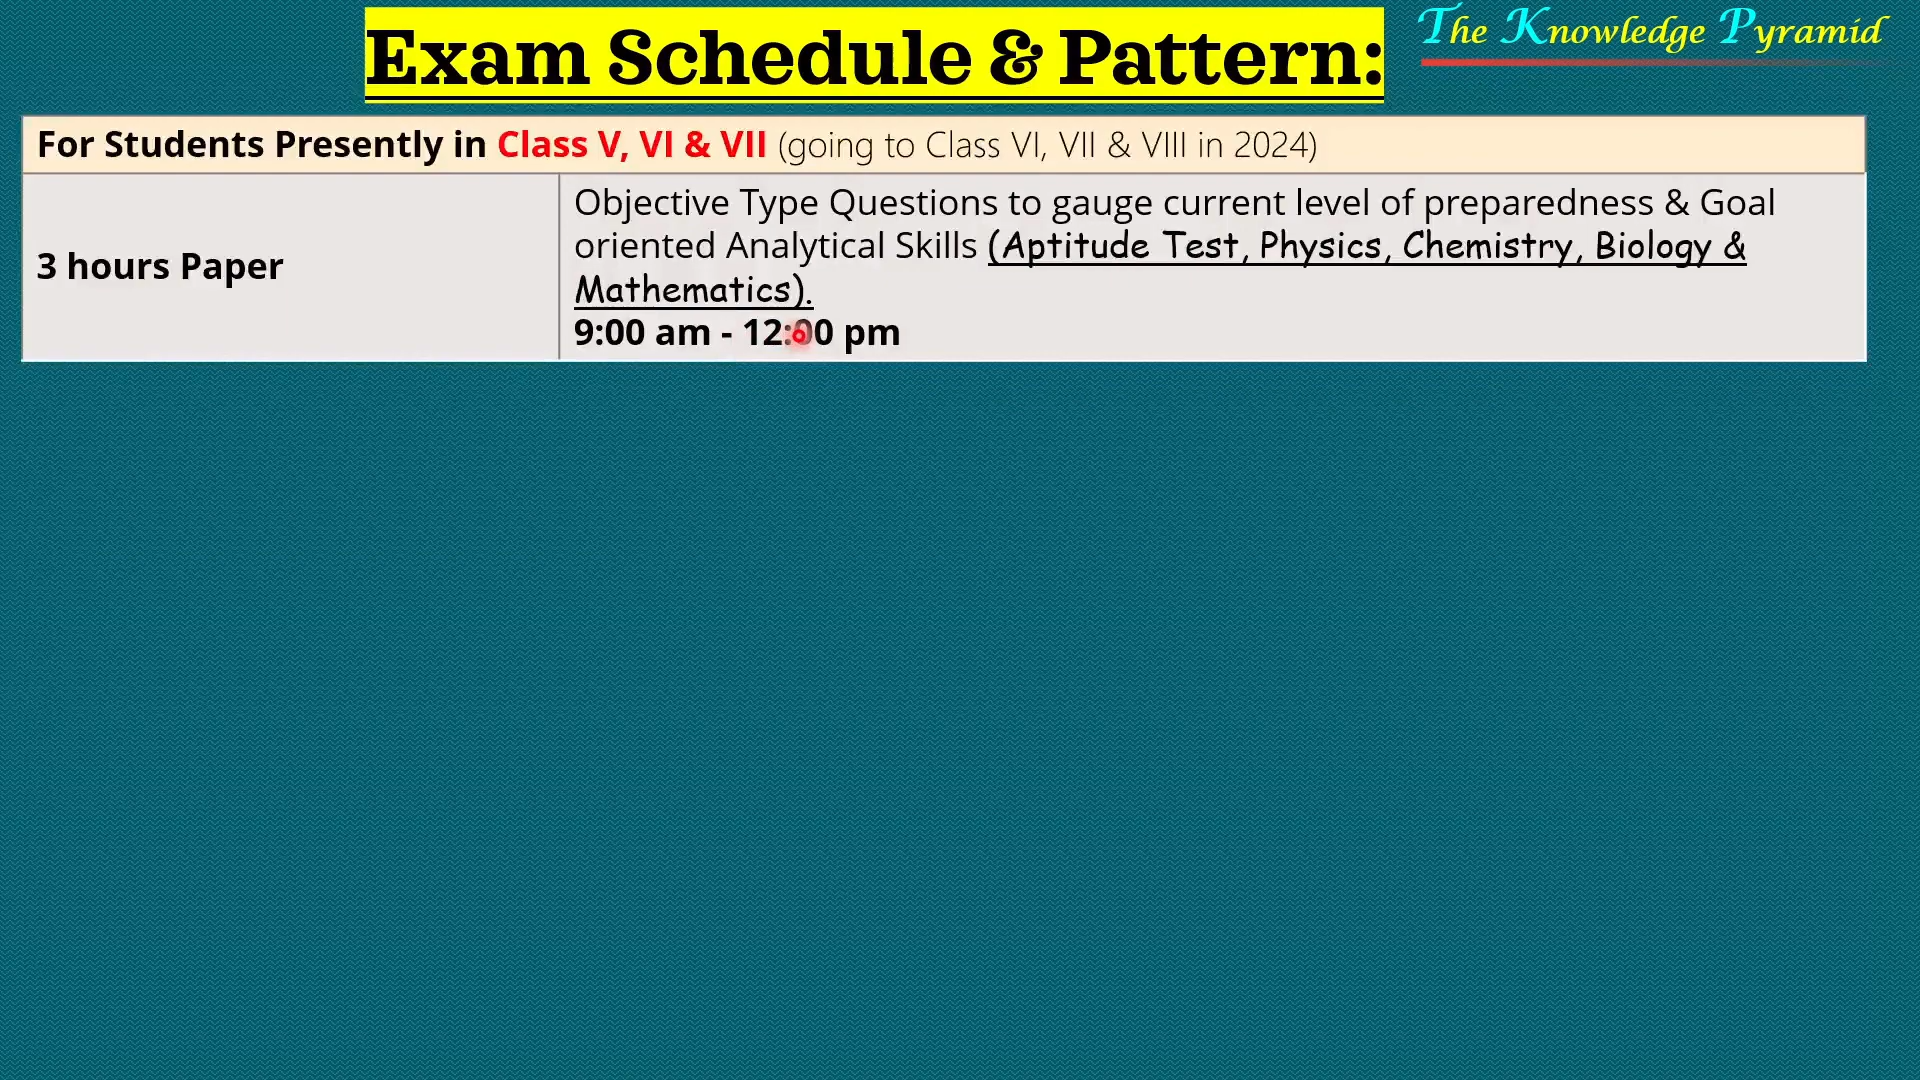 Exam Schedule & Pattern:
The Knowledge Pyramid
For Students Presently in Class V, VI & VII (going to Class VI, VII & VIII in 2024)
3 hours Paper
Objective Type Questions to gauge current level of preparedness & Goal
oriented Analytical Skills (Aptitude Test, Physics, Chemistry, Biology &
Mathematics).
9:00 am - 12:00 pm